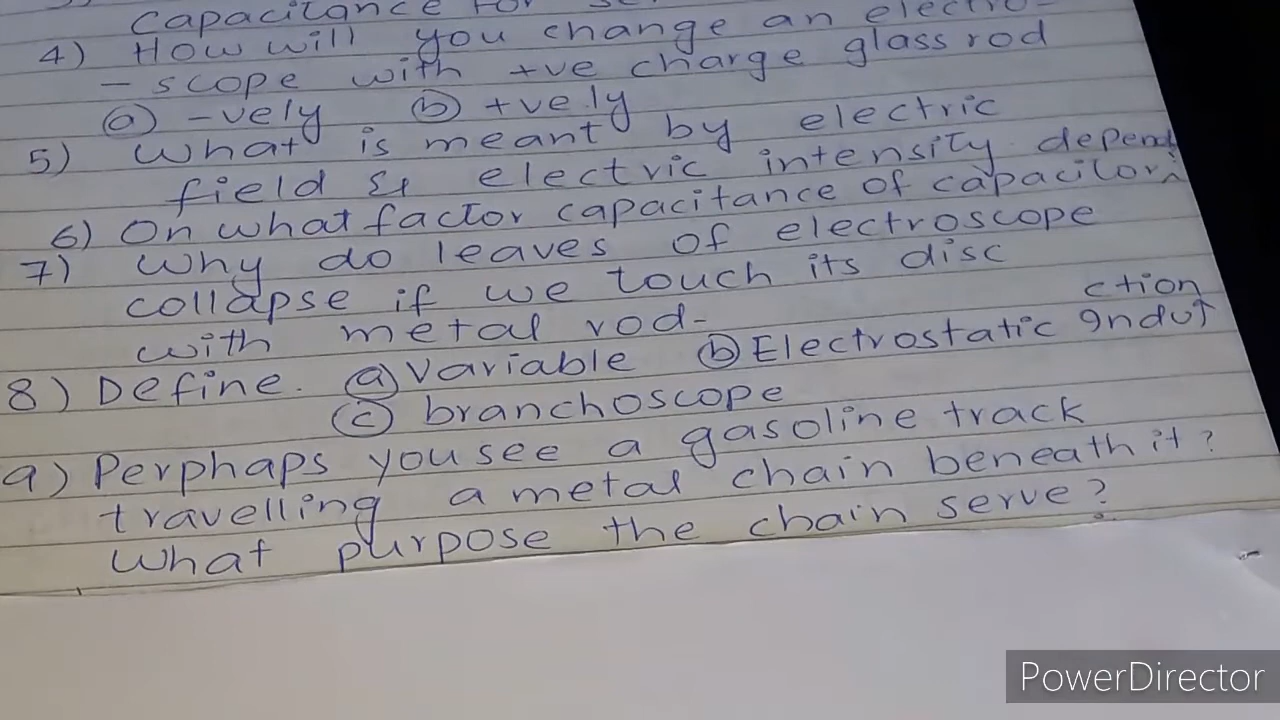 capacitance for
4) How will you change an electro-
- scope with +ve charge glass rod
(a) -vely (b) +vely
5) What is meant by electric
field & electric intensity.
6) On what factor capacitance of capacitor depend
7) Why do leaves of electroscope
collapse if we touch its disc
with metal rod-
8) Define. (a) Variable (b) Electrostatic Induction
(c) branchoscope
9) Perphaps you see a gasoline track
travelling a metal chain beneath it?
What purpose the chain serve?
PowerDirector